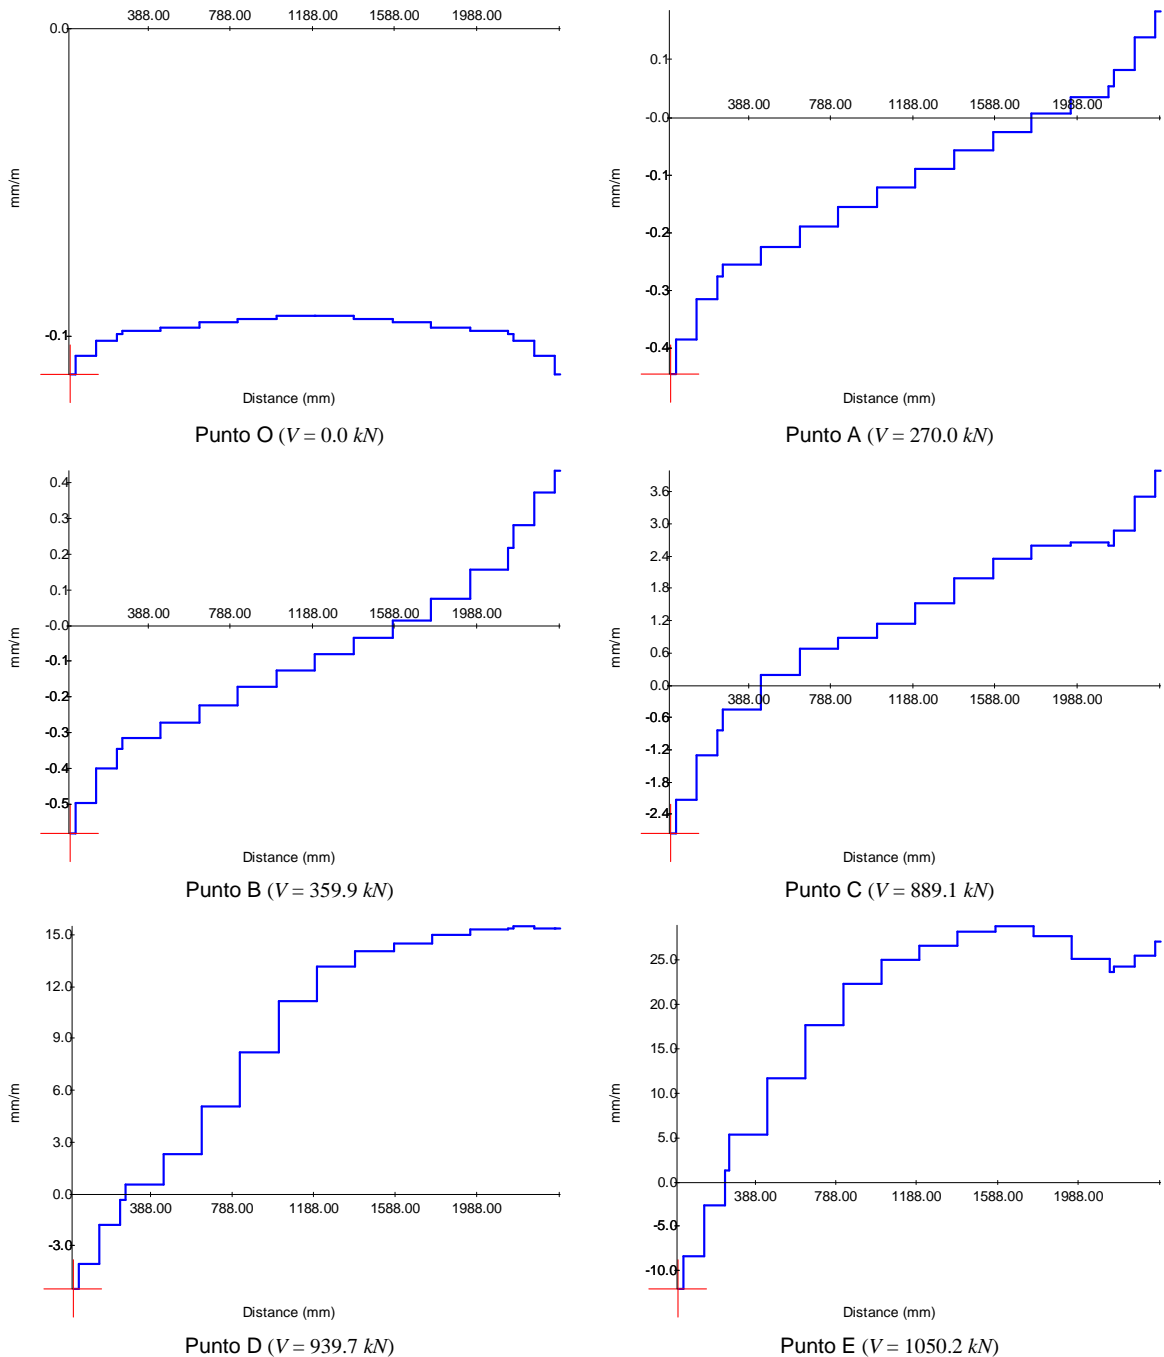 388.00 788.00 1188.00 1588.00 1988.00
0.0
-0.1
mm/m
Distance (mm)
Punto O (V = 0.0 kN)
0.1
388.00 788.00 1188.00 1588.00 1988.00
-0.0
-0.1
-0.2
-0.3
-0.4
mm/m
Distance (mm)
Punto A (V = 270.0 kN)
0.4
0.3
0.2
0.1
388.00 788.00 1188.00 1588.00 1988.00
-0.0
-0.1
-0.2
-0.3
-0.4
-0.5
mm/m
Distance (mm)
Punto B (V = 359.9 kN)
3.6
3.0
2.4
1.8
1.2
0.6
0.0
388.00 788.00 1188.00 1588.00 1988.00
-0.6
-1.2
-1.8
-2.4
mm/m
Distance (mm)
Punto C (V = 889.1 kN)
15.0
12.0
9.0
6.0
3.0
0.0
388.00 788.00 1188.00 1588.00 1988.00
-3.0
mm/m
Distance (mm)
Punto D (V = 939.7 kN)
25.0
20.0
15.0
10.0
5.0
0.0
388.00 788.00 1188.00 1588.00 1988.00
-5.0
-10.0
mm/m
Distance (mm)
Punto E (V = 1050.2 kN)